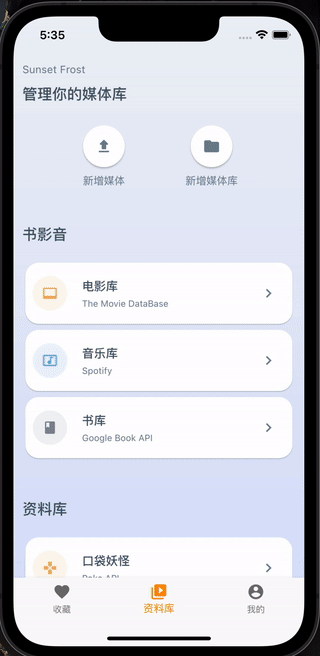 5:35
Sunset Frost
管理你的媒体库
新增媒体
新增媒体库
书影音
电影库
The Movie DataBase
音乐库
Spotify
书库
Google Book API
资料库
口袋妖怪
Poke API
收藏
资料库
我的